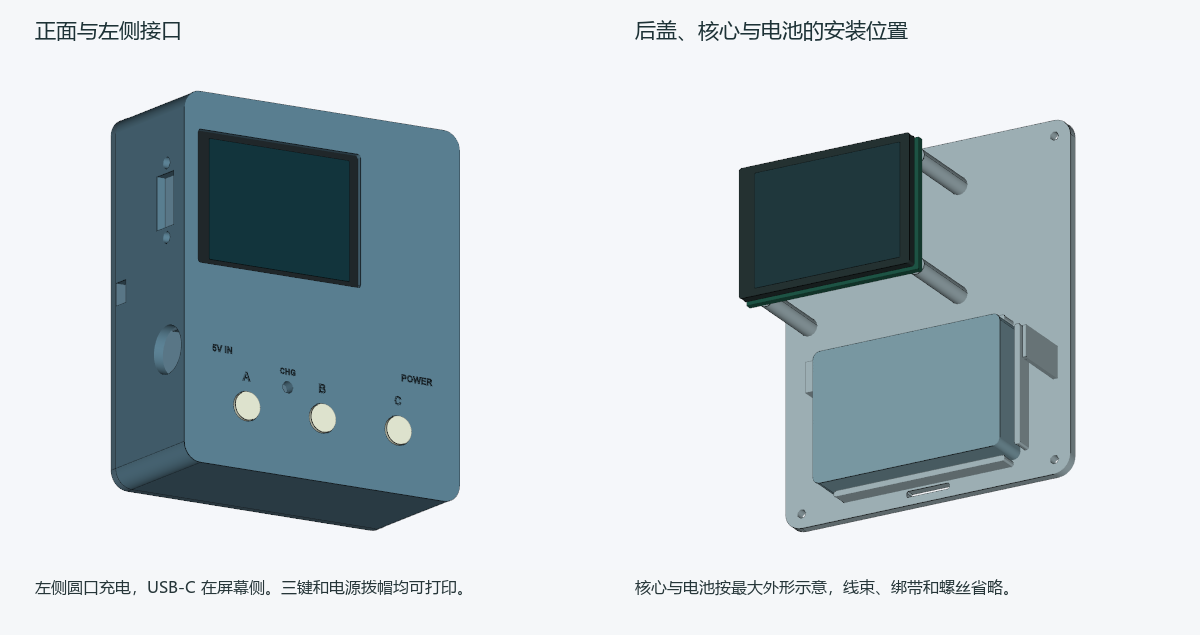 正面与左侧接口
后盖、核心与电池的安装位置
5V IN
A
CHG
B
POWER
C
左侧圆口充电，USB-C 在屏幕侧。三键和电源拨帽均可打印。
核心与电池按最大外形示意，线束、绑带和螺丝省略。